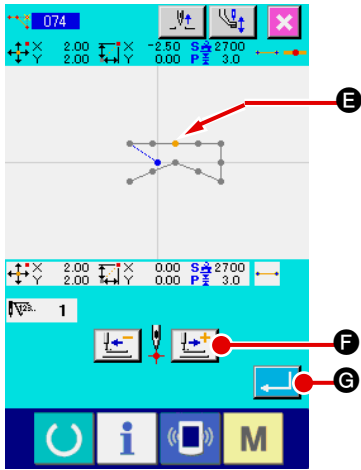 074
X 2.00 X -2.50 S 2700
Y 2.00 Y 0.00 P 3.0
E
X 2.00 X 0.00 S 2700
Y 2.00 Y 0.00 P 3.0
123.. 1
F
G
i M